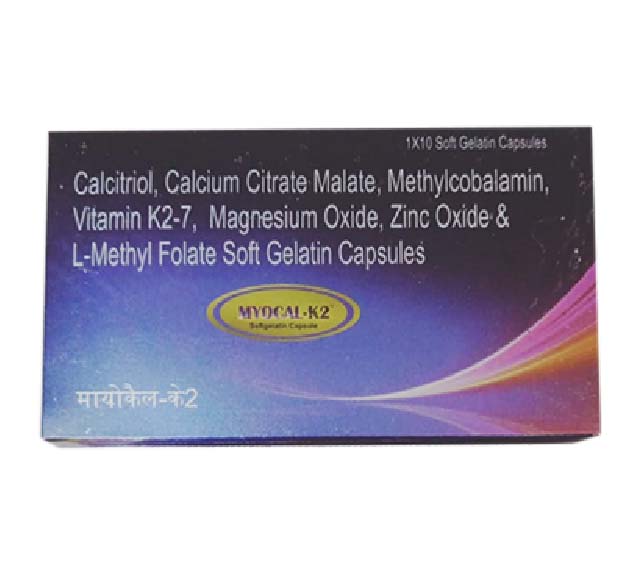 1X10 Soft Gelatin Capsules
Calcitriol, Calcium Citrate Malate, Methylcobalamin,
Vitamin K2-7, Magnesium Oxide, Zinc Oxide &
L-Methyl Folate Soft Gelatin Capsules
MYOCAL-K2
Softgelatin Capsule
मायोकैल-के2